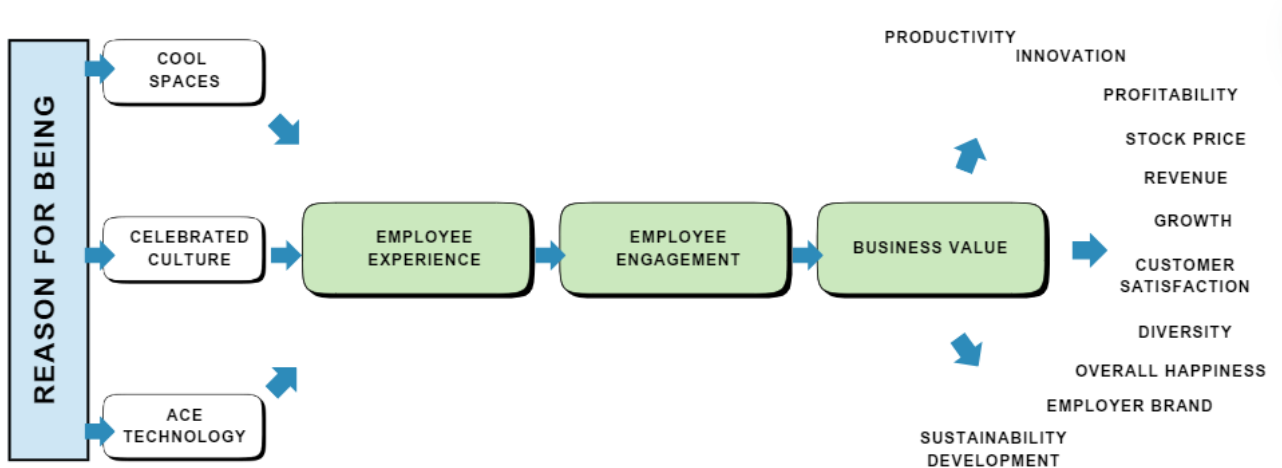 REASON FOR BEING
COOL
SPACES
CELEBRATED
CULTURE
ACE
TECHNOLOGY
EMPLOYEE
EXPERIENCE
EMPLOYEE
ENGAGEMENT
BUSINESS VALUE
PRODUCTIVITY
INNOVATION
PROFITABILITY
STOCK PRICE
REVENUE
GROWTH
CUSTOMER
SATISFACTION
DIVERSITY
OVERALL HAPPINESS
EMPLOYER BRAND
SUSTAINABILITY
DEVELOPMENT